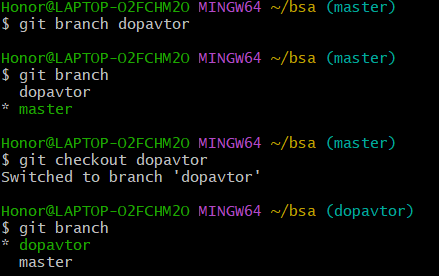 Honor@LAPTOP-O2FCHM2O MINGW64 ~/bsa (master)
$ git branch dopavtor
Honor@LAPTOP-O2FCHM2O MINGW64 ~/bsa (master)
$ git branch
  dopavtor
* master
Honor@LAPTOP-O2FCHM2O MINGW64 ~/bsa (master)
$ git checkout dopavtor
Switched to branch 'dopavtor'
Honor@LAPTOP-O2FCHM2O MINGW64 ~/bsa (dopavtor)
$ git branch
* dopavtor
  master